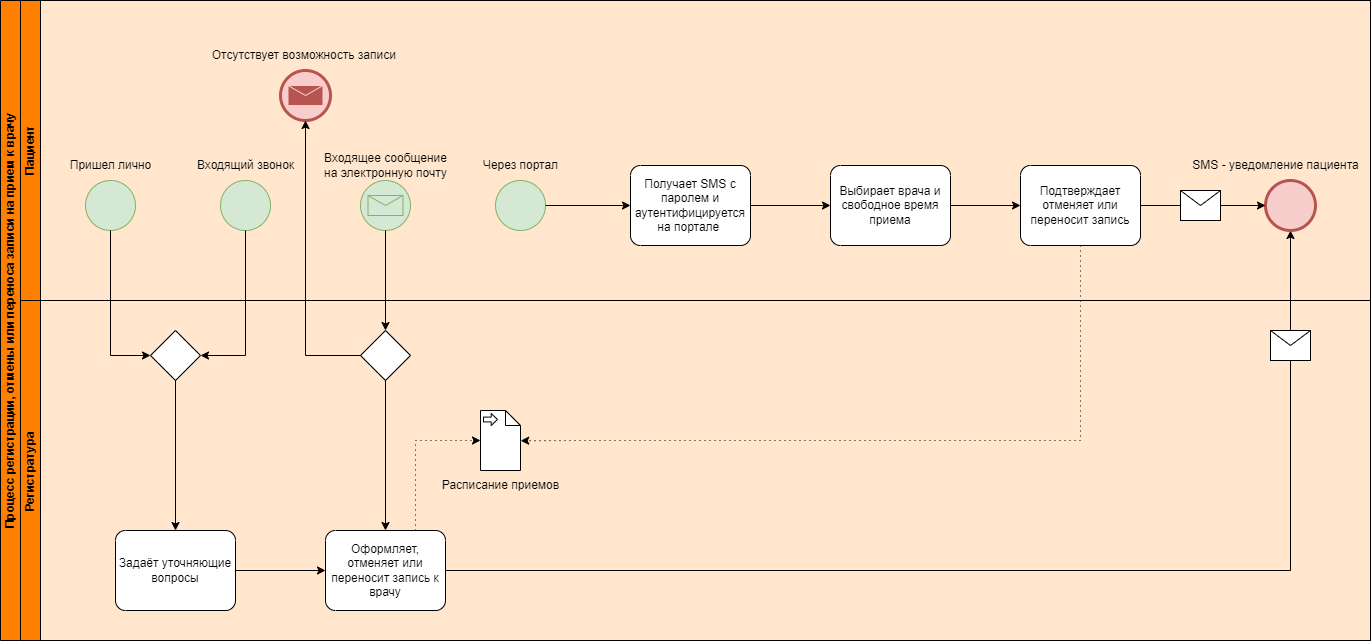 Процесс регистрации, отмены или переноса записи на прием к врачу
Пациент
Отсутствует возможность записи
Пришел лично
Входящий звонок
Входящее сообщение
на электронную почту
Через портал
Получает SMS с
паролем и
аутентифицируется
на портале
Выбирает врача и
свободное время
приема
Подтверждает
отменяет или
переносит запись
SMS - уведомление пациента
Регистратура
Расписание приемов
Задаёт уточняющие
вопросы
Оформляет,
отменяет или
переносит запись к
врачу